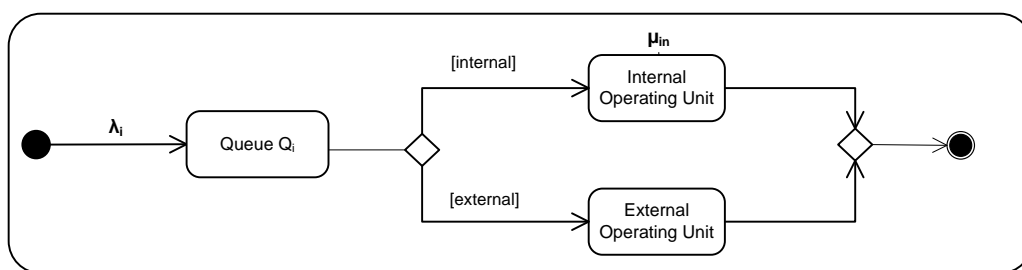 μin
[internal]
Internal
Operating Unit
λi
Queue Qi
[external]
External
Operating Unit